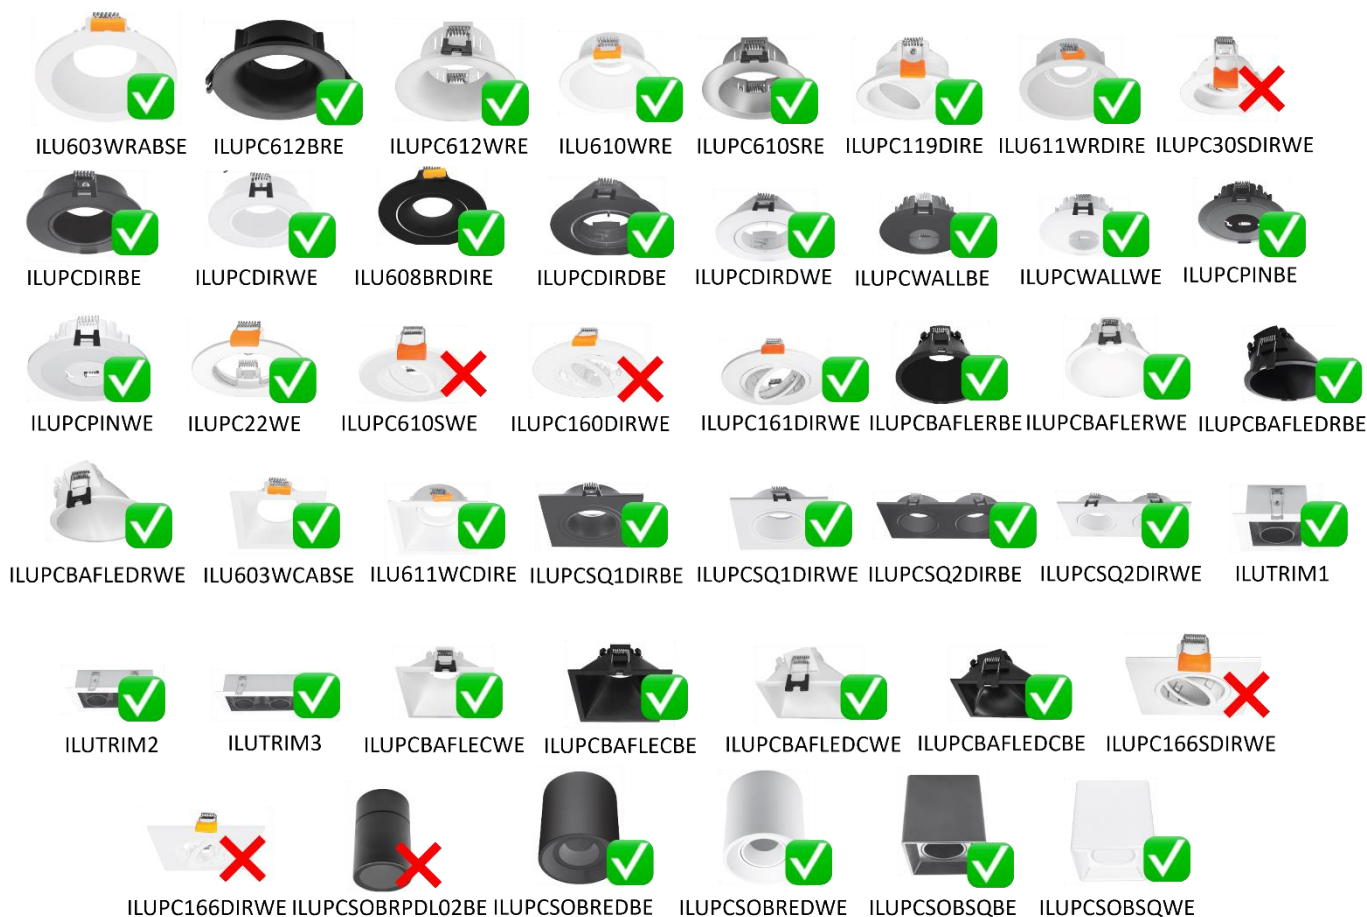 ILU603WRABSE ILUPC612BRE ILUPC612WRE ILU610WRE ILUPC610SRE ILUPC119DIRE ILU611WRDIRE ILUPC30SDIRWE
ILUPCDIRBE ILUPCDIRWE ILU608BRDIRE ILUPCDIRDBE ILUPCDIRDWE ILUPCWALLBE ILUPCWALLWE ILUPCPINBE
ILUPCPINWE ILUPC22WE ILUPC610SWE ILUPC160DIRWE ILUPC161DIRWE ILUPCBAFLERBE ILUPCBAFLERWE ILUPCBAFLEDRBE
ILUPCBAFLEDRWE ILU603WCABSE ILU611WCDIRE ILUPCSQ1DIRBE ILUPCSQ1DIRWE ILUPCSQ2DIRBE ILUPCSQ2DIRWE ILUTRIM1
ILUTRIM2 ILUTRIM3 ILUPCBAFLECWE ILUPCBAFLECBE ILUPCBAFLEDCWE ILUPCBAFLEDCBE ILUPC166SDIRWE
ILUPC166DIRWE ILUPCSOBRPDL02BE ILUPCSOBREDBE ILUPCSOBREDWE ILUPCSOBSQBE ILUPCSOBSQWE